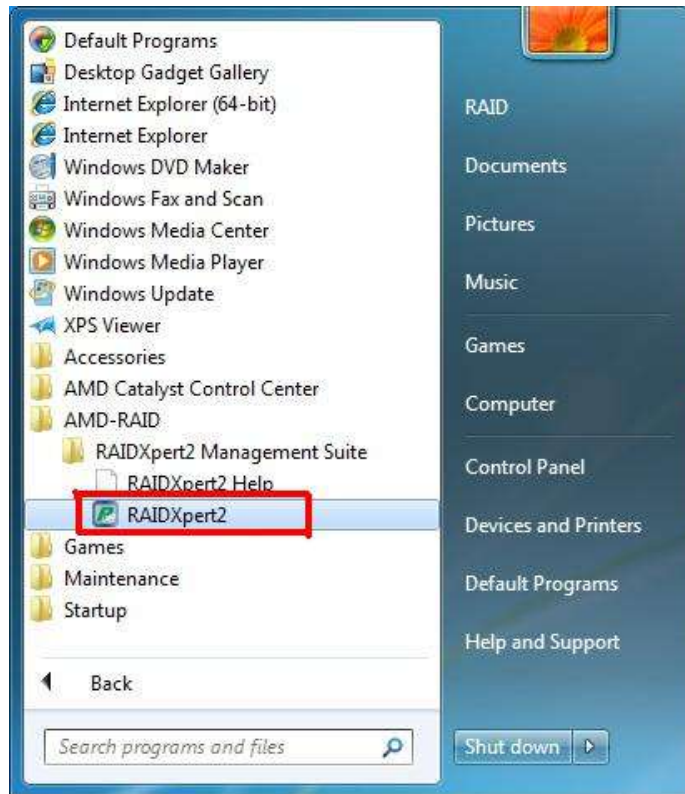 Default Programs
Desktop Gadget Gallery
Internet Explorer (64-bit)
Internet Explorer
Windows DVD Maker
Windows Fax and Scan
Windows Media Center
Windows Media Player
Windows Update
XPS Viewer
Accessories
AMD Catalyst Control Center
AMD-RAID
RAIDXpert2 Management Suite
RAIDXpert2 Help
RAIDXpert2
Games
Maintenance
Startup
Back
Search programs and files
RAID
Documents
Pictures
Music
Games
Computer
Control Panel
Devices and Printers
Default Programs
Help and Support
Shut down